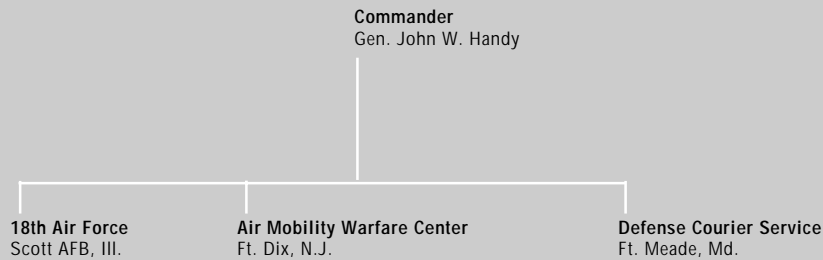 Commander
Gen. John W. Handy
18th Air Force
Scott AFB, Ill.
Air Mobility Warfare Center
Ft. Dix, N.J.
Defense Courier Service
Ft. Meade, Md.